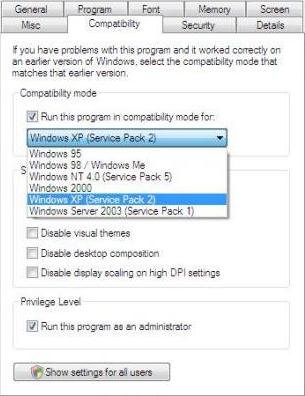 General Program Font Memory Screen
Misc Compatibility Security Details
If you have problems with this program and it worked correctly on
an earlier version of Windows, select the compatibility mode that
matches that earlier version.
Compatibility mode
Run this program in compatibility mode for:
Windows XP (Service Pack 2)
Windows 95
Windows 98 / Windows Me
Windows NT 4.0 (Service Pack 5)
Windows 2000
Windows XP (Service Pack 2)
Windows Server 2003 (Service Pack 1)
Disable visual themes
Disable desktop composition
Disable display scaling on high DPI settings
Privilege Level
Run this program as an administrator
Show settings for all users